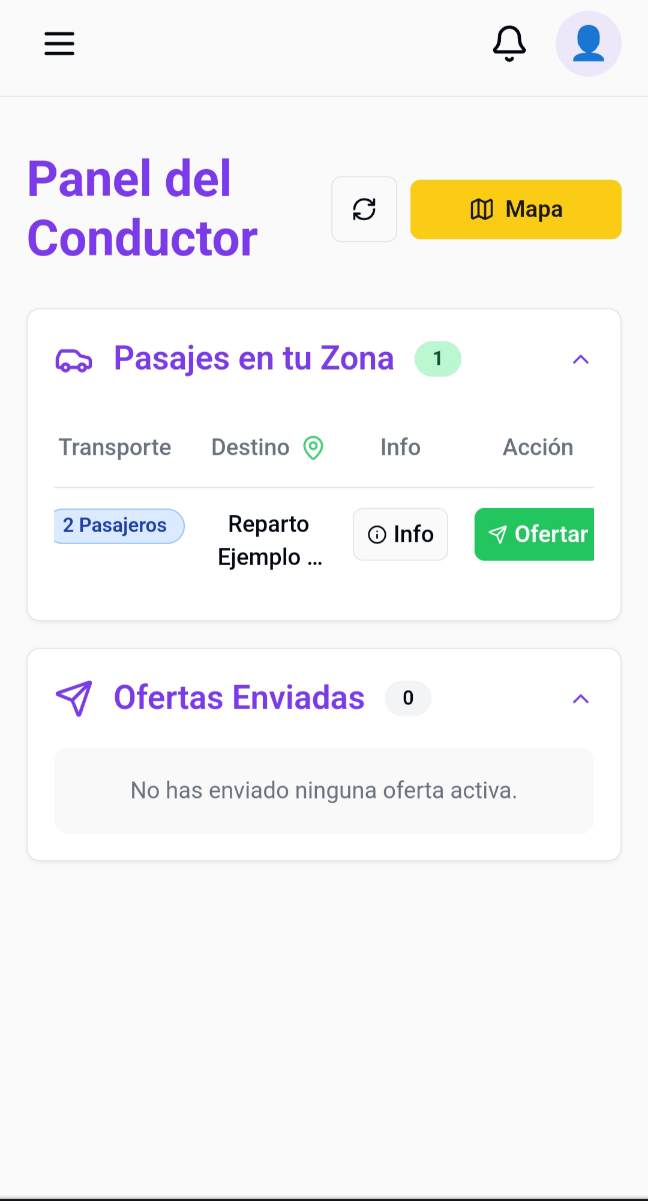 Panel del
Conductor
Mapa
Pasajes en tu Zona 1
Transporte Destino Info Acción
2 Pasajeros Reparto Info Ofertar
Ejemplo ...
Ofertas Enviadas 0
No has enviado ninguna oferta activa.